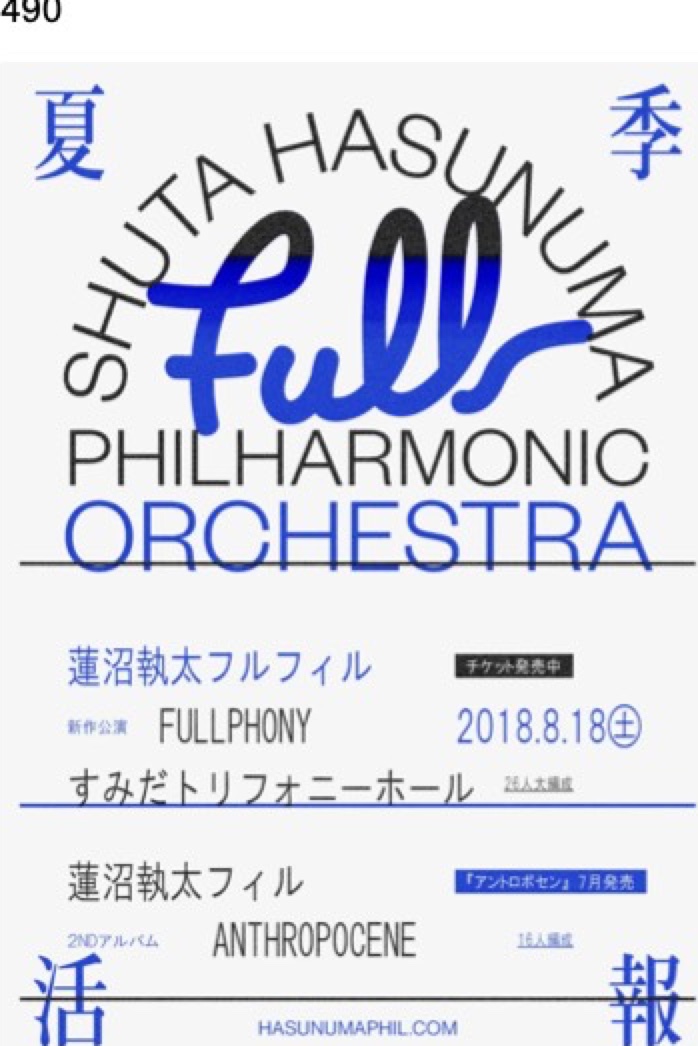 490
夏 季
SHUTA HASUNUMA
Full
PHILHARMONIC
ORCHESTRA
蓮沼執太フルフィル チケット発売中
新作公演 FULLPHONY 2018.8.18㊏
すみだトリフォニーホール 26人大編成
蓮沼執太フィル 『アントロポセン』7月発売
2NDアルバム ANTHROPOCENE 16人編成
活 報
HASUNUMAPHIL.COM